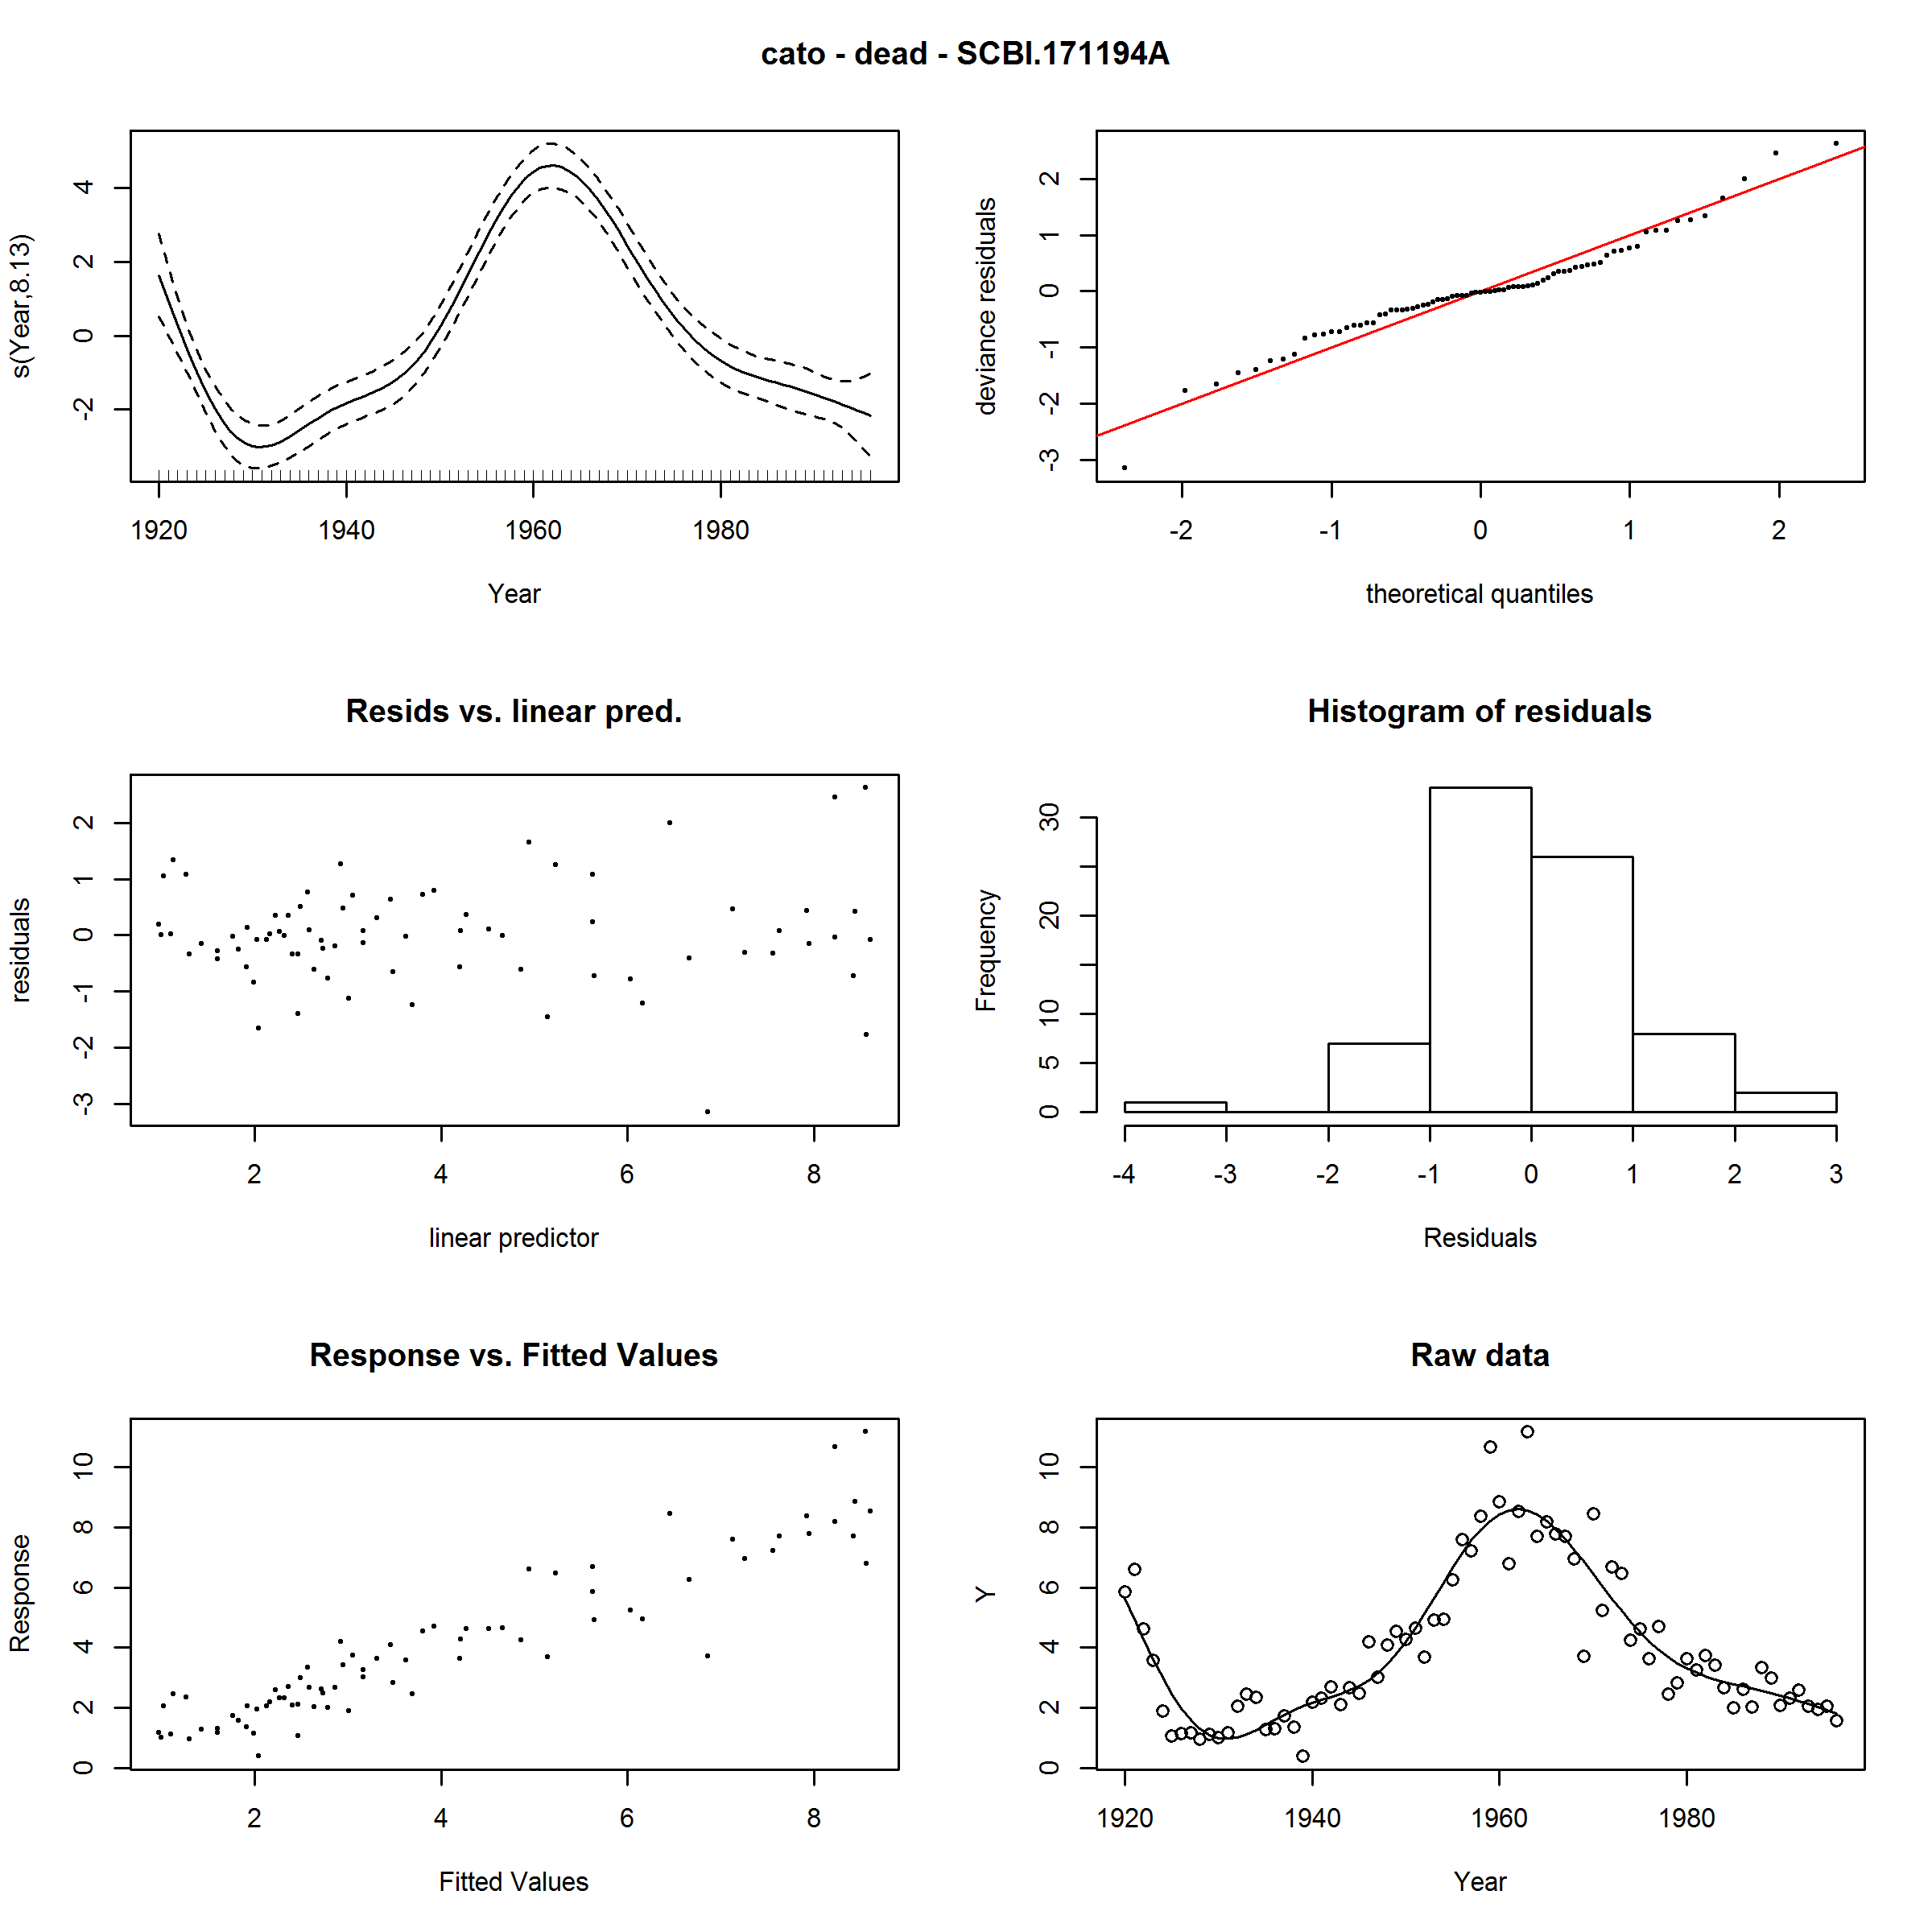 cato - dead - SCBI.171194A
s(Year,8.13)
4
2
0
-2
1920 1940 1960 1980
Year
deviance residuals
2
1
0
-1
-2
-3
-2 -1 0 1 2
theoretical quantiles
Resids vs. linear pred.
residuals
2
1
0
-1
-2
-3
2 4 6 8
linear predictor
Histogram of residuals
Frequency
30
20
10
5
0
-4 -3 -2 -1 0 1 2 3
Residuals
Response vs. Fitted Values
Response
10
8
6
4
2
0
2 4 6 8
Fitted Values
Raw data
Y
10
8
6
4
2
0
1920 1940 1960 1980
Year